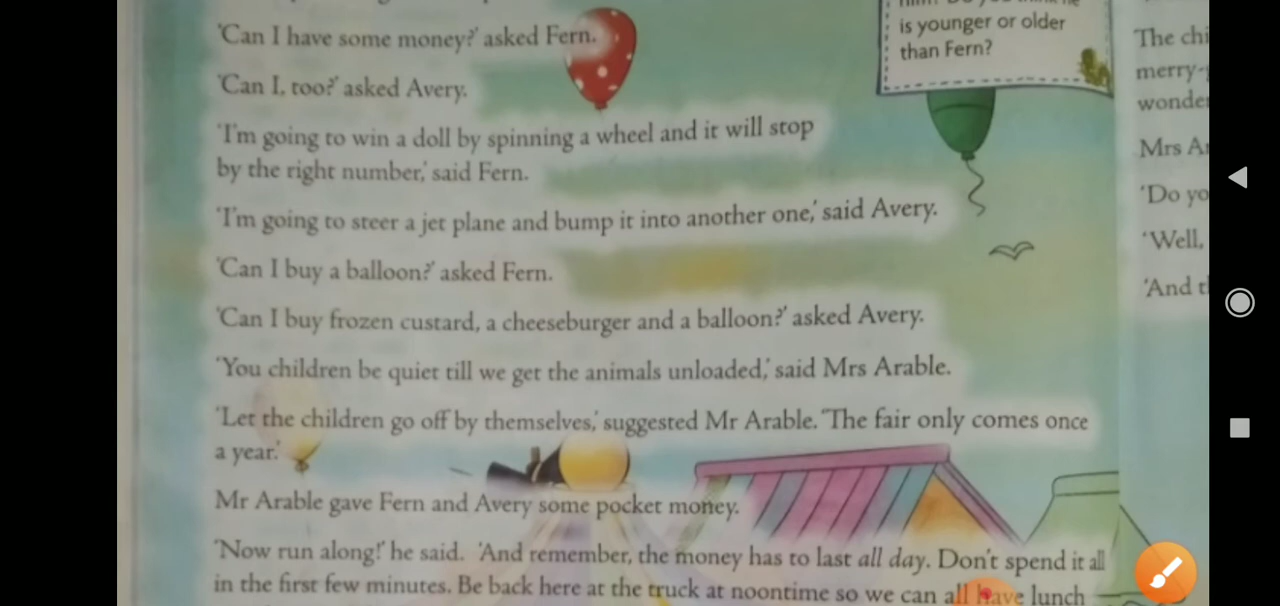 'Can I have some money?' asked Fern.
'Can I, too?' asked Avery.
'I'm going to win a doll by spinning a wheel and it will stop
by the right number,' said Fern.
'I'm going to steer a jet plane and bump it into another one,' said Avery.
'Can I buy a balloon?' asked Fern.
'Can I buy frozen custard, a cheeseburger and a balloon?' asked Avery.
'You children be quiet till we get the animals unloaded,' said Mrs Arable.
'Let the children go off by themselves,' suggested Mr Arable. 'The fair only comes once
a year.'
Mr Arable gave Fern and Avery some pocket money.
'Now run along!' he said. 'And remember, the money has to last all day. Don't spend it all
in the first few minutes. Be back here at the truck at noontime so we can all have lunch
is younger or older
than Fern?
The
merry-
Mrs
'Do
'Well,
'And